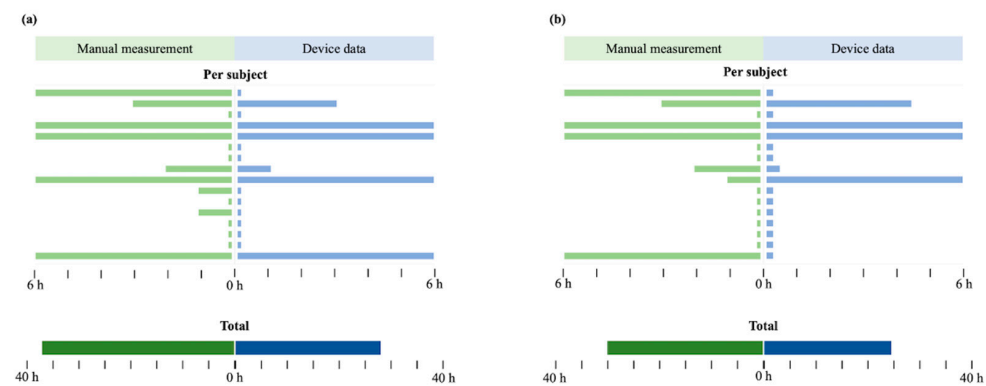 (a)
Manual measurement Device data
Per subject
6 h 0 h 6 h
Total
40 h 0 h 40 h
(b)
Manual measurement Device data
Per subject
6 h 0 h 6 h
Total
40 h 0 h 40 h